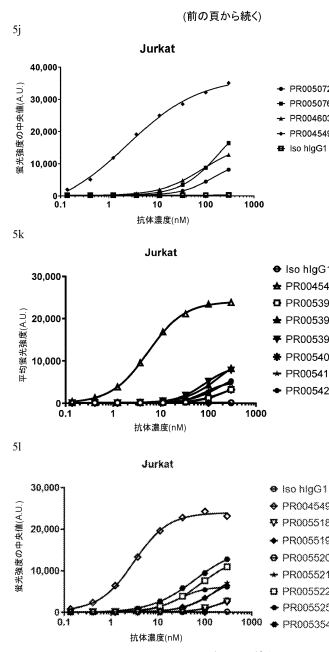 (前の頁から続く)
5j
Jurkat
蛍光強度の中央値(A.U.)
40,000
30,000
20,000
10,000
0
0.1 1 10 100 1000
抗体濃度(nM)
PR005072
PR005076
PR004603
PR004549
Iso hIgG1
5k
Jurkat
平均蛍光強度(A.U.)
30,000
20,000
10,000
0
0.1 1 10 100 1000
抗体濃度(nM)
Iso hIgG1
PR00454
PR00539
PR00539
PR00539
PR00540
PR00541
PR00542
5l
Jurkat
蛍光強度の中央値(A.U.)
30,000
20,000
10,000
0
0.1 1 10 100 1000
抗体濃度(nM)
Iso hIgG1
PR004549
PR005518
PR005519
PR005520
PR005521
PR005522
PR005525
PR005354